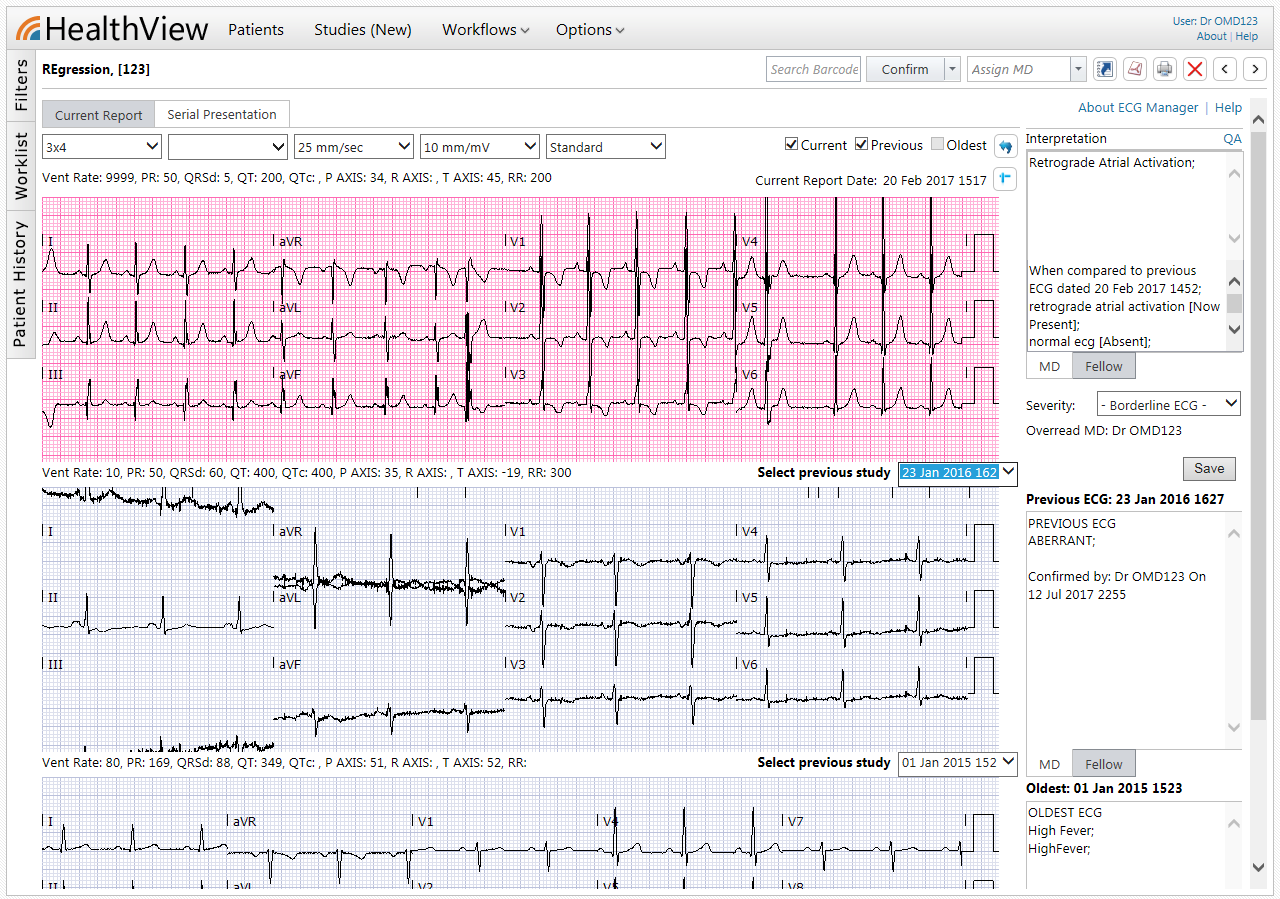 HealthView Patients Studies (New) Workflows Options
User: Dr OMD123
About | Help
Filters
Worklist
Patient History
REgression, [123]
Search Barcode Confirm Assign MD
Current Report Serial Presentation
About ECG Manager | Help
3x4 25 mm/sec 10 mm/mV Standard
Current Previous Oldest
Vent Rate: 9999, PR: 50, QRSd: 5, QT: 200, QTc: , P AXIS: 34, R AXIS: , T AXIS: 45, RR: 200
Current Report Date: 20 Feb 2017 1517
I aVR V1 V4
II aVL V2 V5
III aVF V3 V6
Interpretation QA
Retrograde Atrial Activation;
When compared to previous
ECG dated 20 Feb 2017 1452;
retrograde atrial activation [Now
Present];
normal ecg [Absent];
MD Fellow
Severity: - Borderline ECG -
Overread MD: Dr OMD123
Save
Vent Rate: 10, PR: 50, QRSd: 60, QT: 400, QTc: 400, P AXIS: 35, R AXIS: , T AXIS: -19, RR: 300
Select previous study 23 Jan 2016 162
I aVR V1 V4
II aVL V2 V5
III aVF V3 V6
Previous ECG: 23 Jan 2016 1627
PREVIOUS ECG
ABERRANT;
Confirmed by: Dr OMD123 On
12 Jul 2017 2255
MD Fellow
Vent Rate: 80, PR: 169, QRSd: 88, QT: 349, QTc: , P AXIS: 51, R AXIS: , T AXIS: 52, RR:
Select previous study 01 Jan 2015 152
I aVR V1 V4 V7
II aVL V2 V5 V8
Oldest: 01 Jan 2015 1523
OLDEST ECG
High Fever;
HighFever;